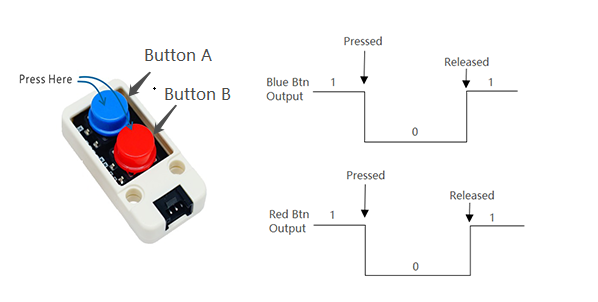 Button A
Press Here
Button B
Pressed
Released
Blue Btn
Output
1
0
1
Pressed
Released
Red Btn
Output
1
0
1